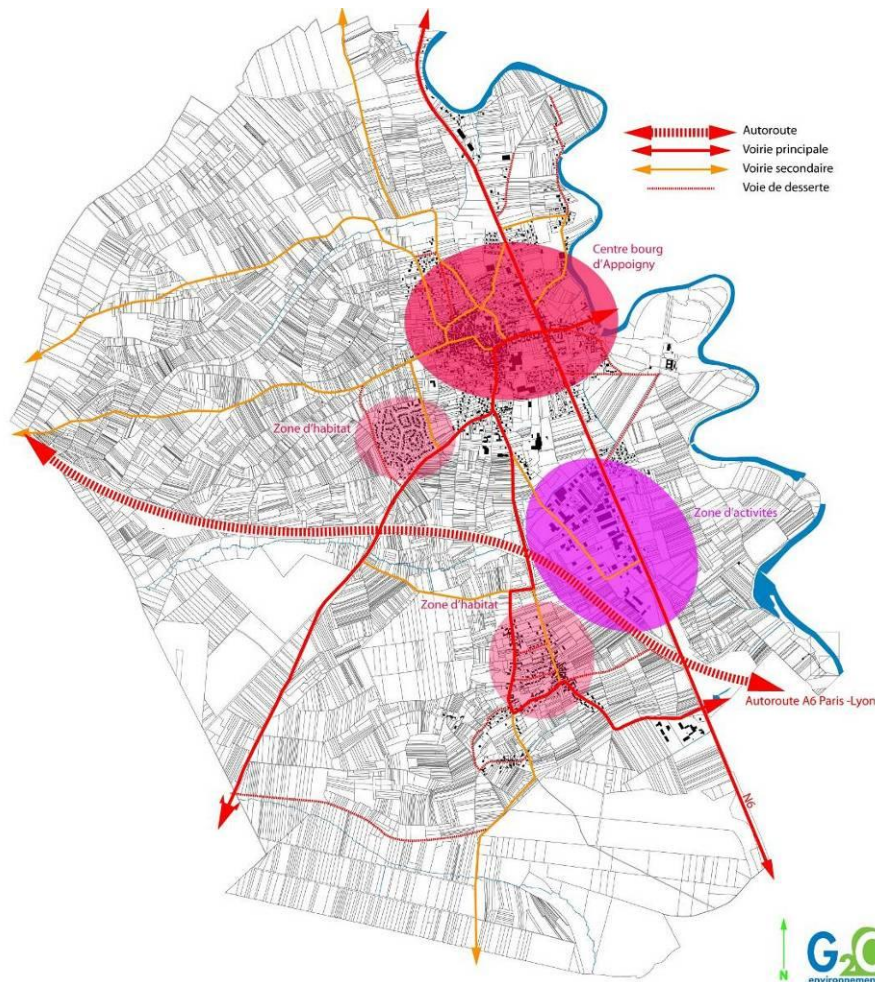 Autoroute
Voirie principale
Voirie secondaire
Voie de desserte
Centre bourg
d'Appoigny
Zone d'habitat
Zone d'activités
Zone d'habitat
Autoroute A6 Paris -Lyon
N6
N
G2C
environnement